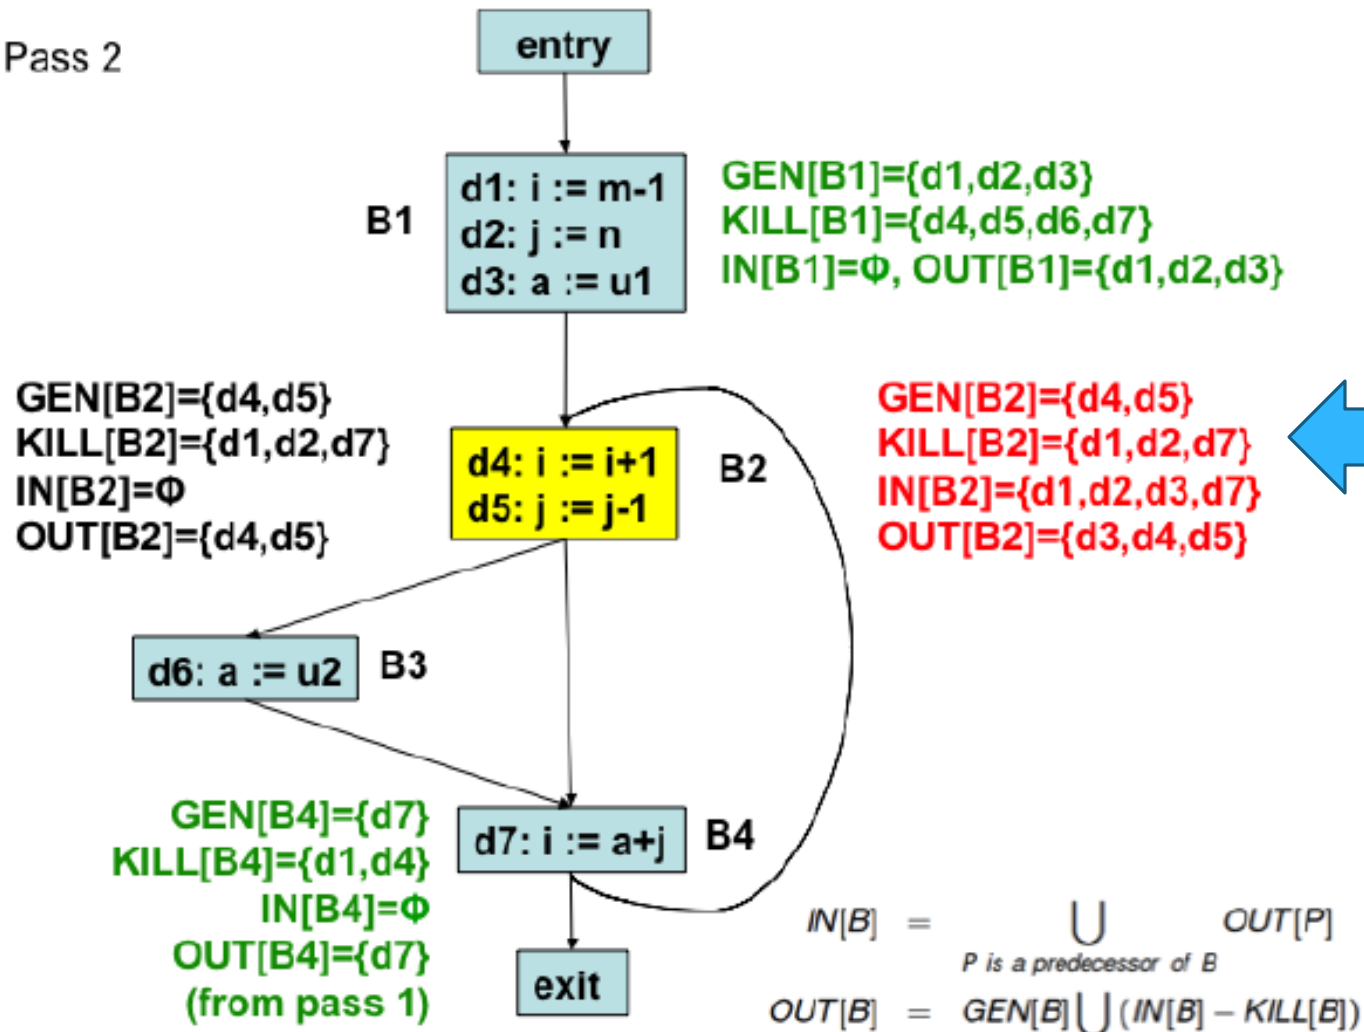 Pass 2
entry
B1
d1: i := m-1
d2: j := n
d3: a := u1
GEN[B1]={d1,d2,d3}
KILL[B1]={d4,d5,d6,d7}
IN[B1]=Φ, OUT[B1]={d1,d2,d3}
GEN[B2]={d4,d5}
KILL[B2]={d1,d2,d7}
IN[B2]=Φ
OUT[B2]={d4,d5}
d4: i := i+1
d5: j := j-1
B2
GEN[B2]={d4,d5}
KILL[B2]={d1,d2,d7}
IN[B2]={d1,d2,d3,d7}
OUT[B2]={d3,d4,d5}
d6: a := u2
B3
GEN[B4]={d7}
KILL[B4]={d1,d4}
IN[B4]=Φ
OUT[B4]={d7}
(from pass 1)
d7: i := a+j
B4
exit
IN[B] = ⋃ OUT[P]
P is a predecessor of B
OUT[B] = GEN[B] ⋃ (IN[B] – KILL[B])